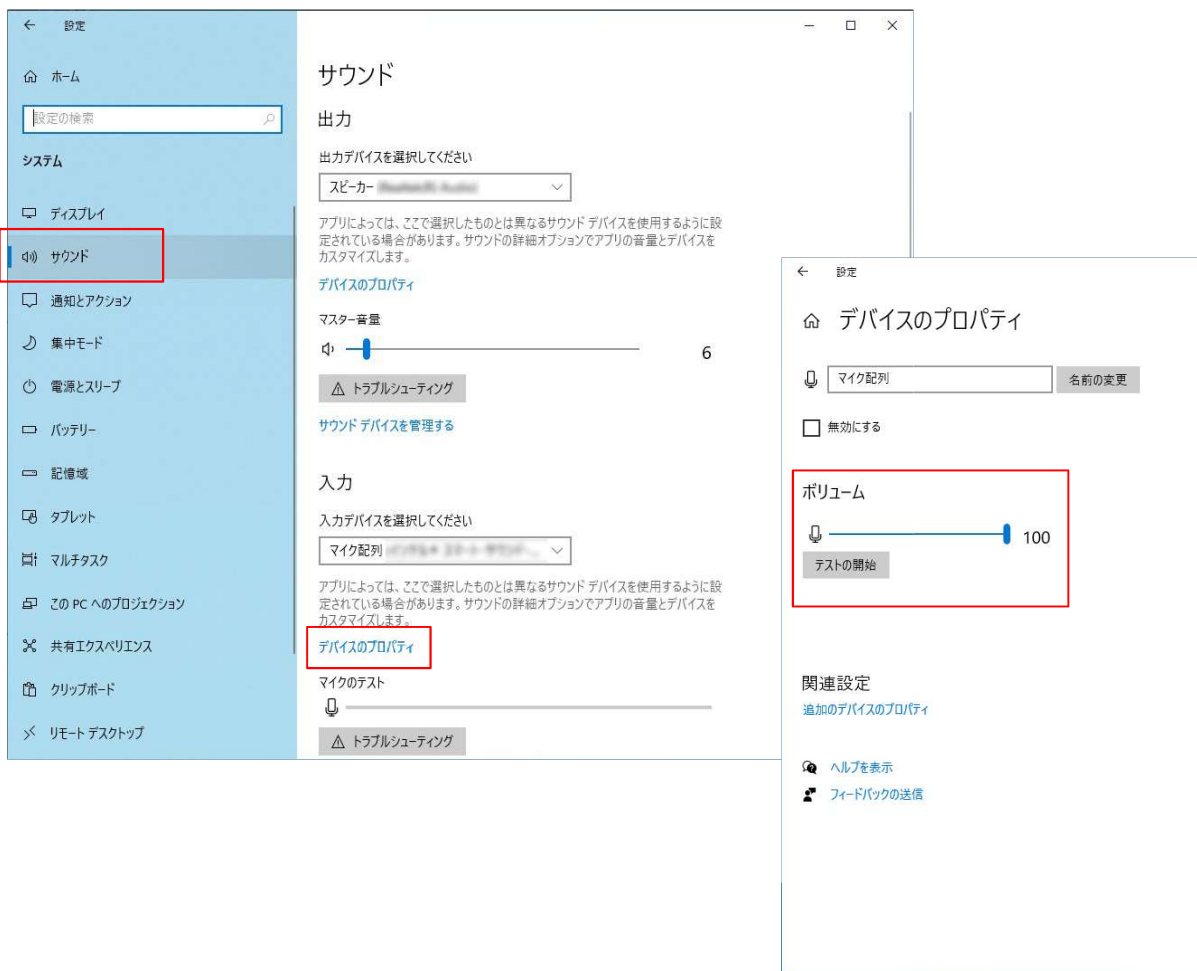 設定
ホーム
設定の検索
システム
ディスプレイ
サウンド
通知とアクション
集中モード
電源とスリープ
バッテリー
記憶域
タブレット
マルチタスク
この PC へのプロジェクション
共有エクスペリエンス
クリップボード
リモート デスクトップ
サウンド
出力
出力デバイスを選択してください
スピーカー
アプリによっては、ここで選択したものとは異なるサウンド デバイスを使用するように設
定されている場合があります。サウンドの詳細オプションでアプリの音量とデバイスを
カスタマイズします。
デバイスのプロパティ
マスター音量
6
トラブルシューティング
サウンド デバイスを管理する
入力
入力デバイスを選択してください
マイク配列
アプリによっては、ここで選択したものとは異なるサウンド デバイスを使用するように設
定されている場合があります。サウンドの詳細オプションでアプリの音量とデバイスを
カスタマイズします。
デバイスのプロパティ
マイクのテスト
トラブルシューティング
設定
デバイスのプロパティ
マイク配列
名前の変更
無効にする
ボリューム
100
テストの開始
関連設定
追加のデバイスのプロパティ
ヘルプを表示
フィードバックの送信